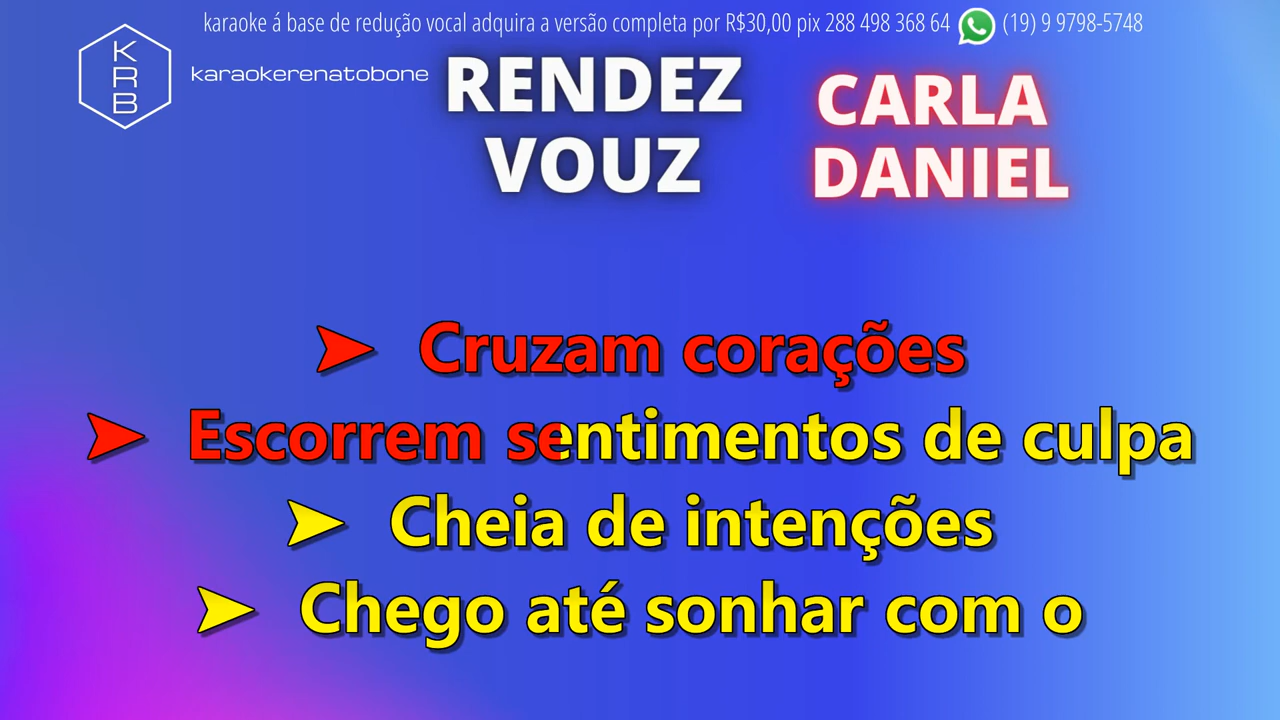 karaoke á base de redução vocal adquira a versão completa por R$30,00 pix 288 498 368 64 (19) 9 9798-5748
KRB
karaokerenatobone
RENDEZ
VOUZ
CARLA
DANIEL
➤ Cruzam corações
➤ Escorrem sentimentos de culpa
➤ Cheia de intenções
➤ Chego até sonhar com o